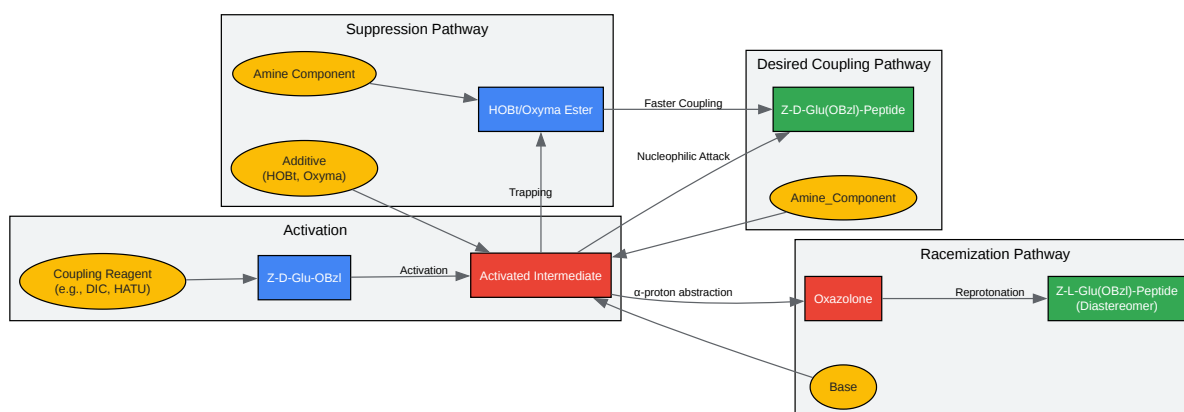 Suppression Pathway
Amine Component
HOBt/Oxyma Ester
Faster Coupling
Additive
(HOBt, Oxyma)
Trapping
Desired Coupling Pathway
Z-D-Glu(OBzl)-Peptide
Nucleophilic Attack
Amine_Component
Activation
Coupling Reagent
(e.g., DIC, HATU)
Z-D-Glu-OBzl
Activation
Activated Intermediate
α-proton abstraction
Racemization Pathway
Oxazolone
Reprotonation
Z-L-Glu(OBzl)-Peptide
(Diastereomer)
Base